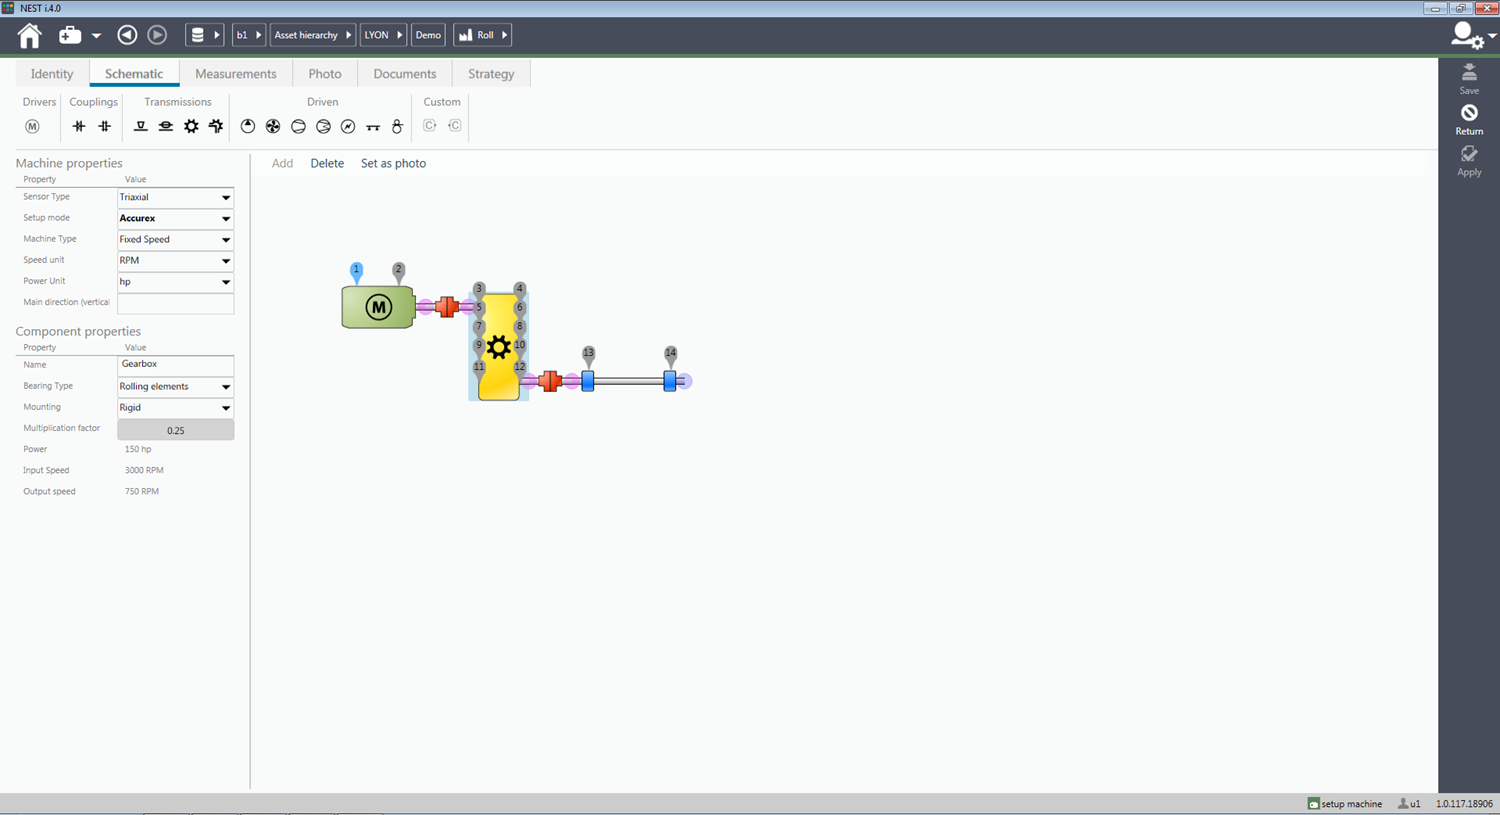 NEST i.4.0
b1
Asset hierarchy
LYON
Demo
Roll
Identity
Schematic
Measurements
Photo
Documents
Strategy
Save
Return
Apply
Drivers
Couplings
Transmissions
Driven
Custom
M
C
C
Machine properties
Property Value
Sensor Type Triaxial
Setup mode Accurex
Machine Type Fixed Speed
Speed unit RPM
Power Unit hp
Main direction (vertical
Component properties
Property Value
Name Gearbox
Bearing Type Rolling elements
Mounting Rigid
Multiplication factor 0.25
Power 150 hp
Input Speed 3000 RPM
Output speed 750 RPM
Add Delete Set as photo
1 2
M
3 4
5 6
7 8
9 10
11 12
13 14
setup machine u1 1.0.117.18906